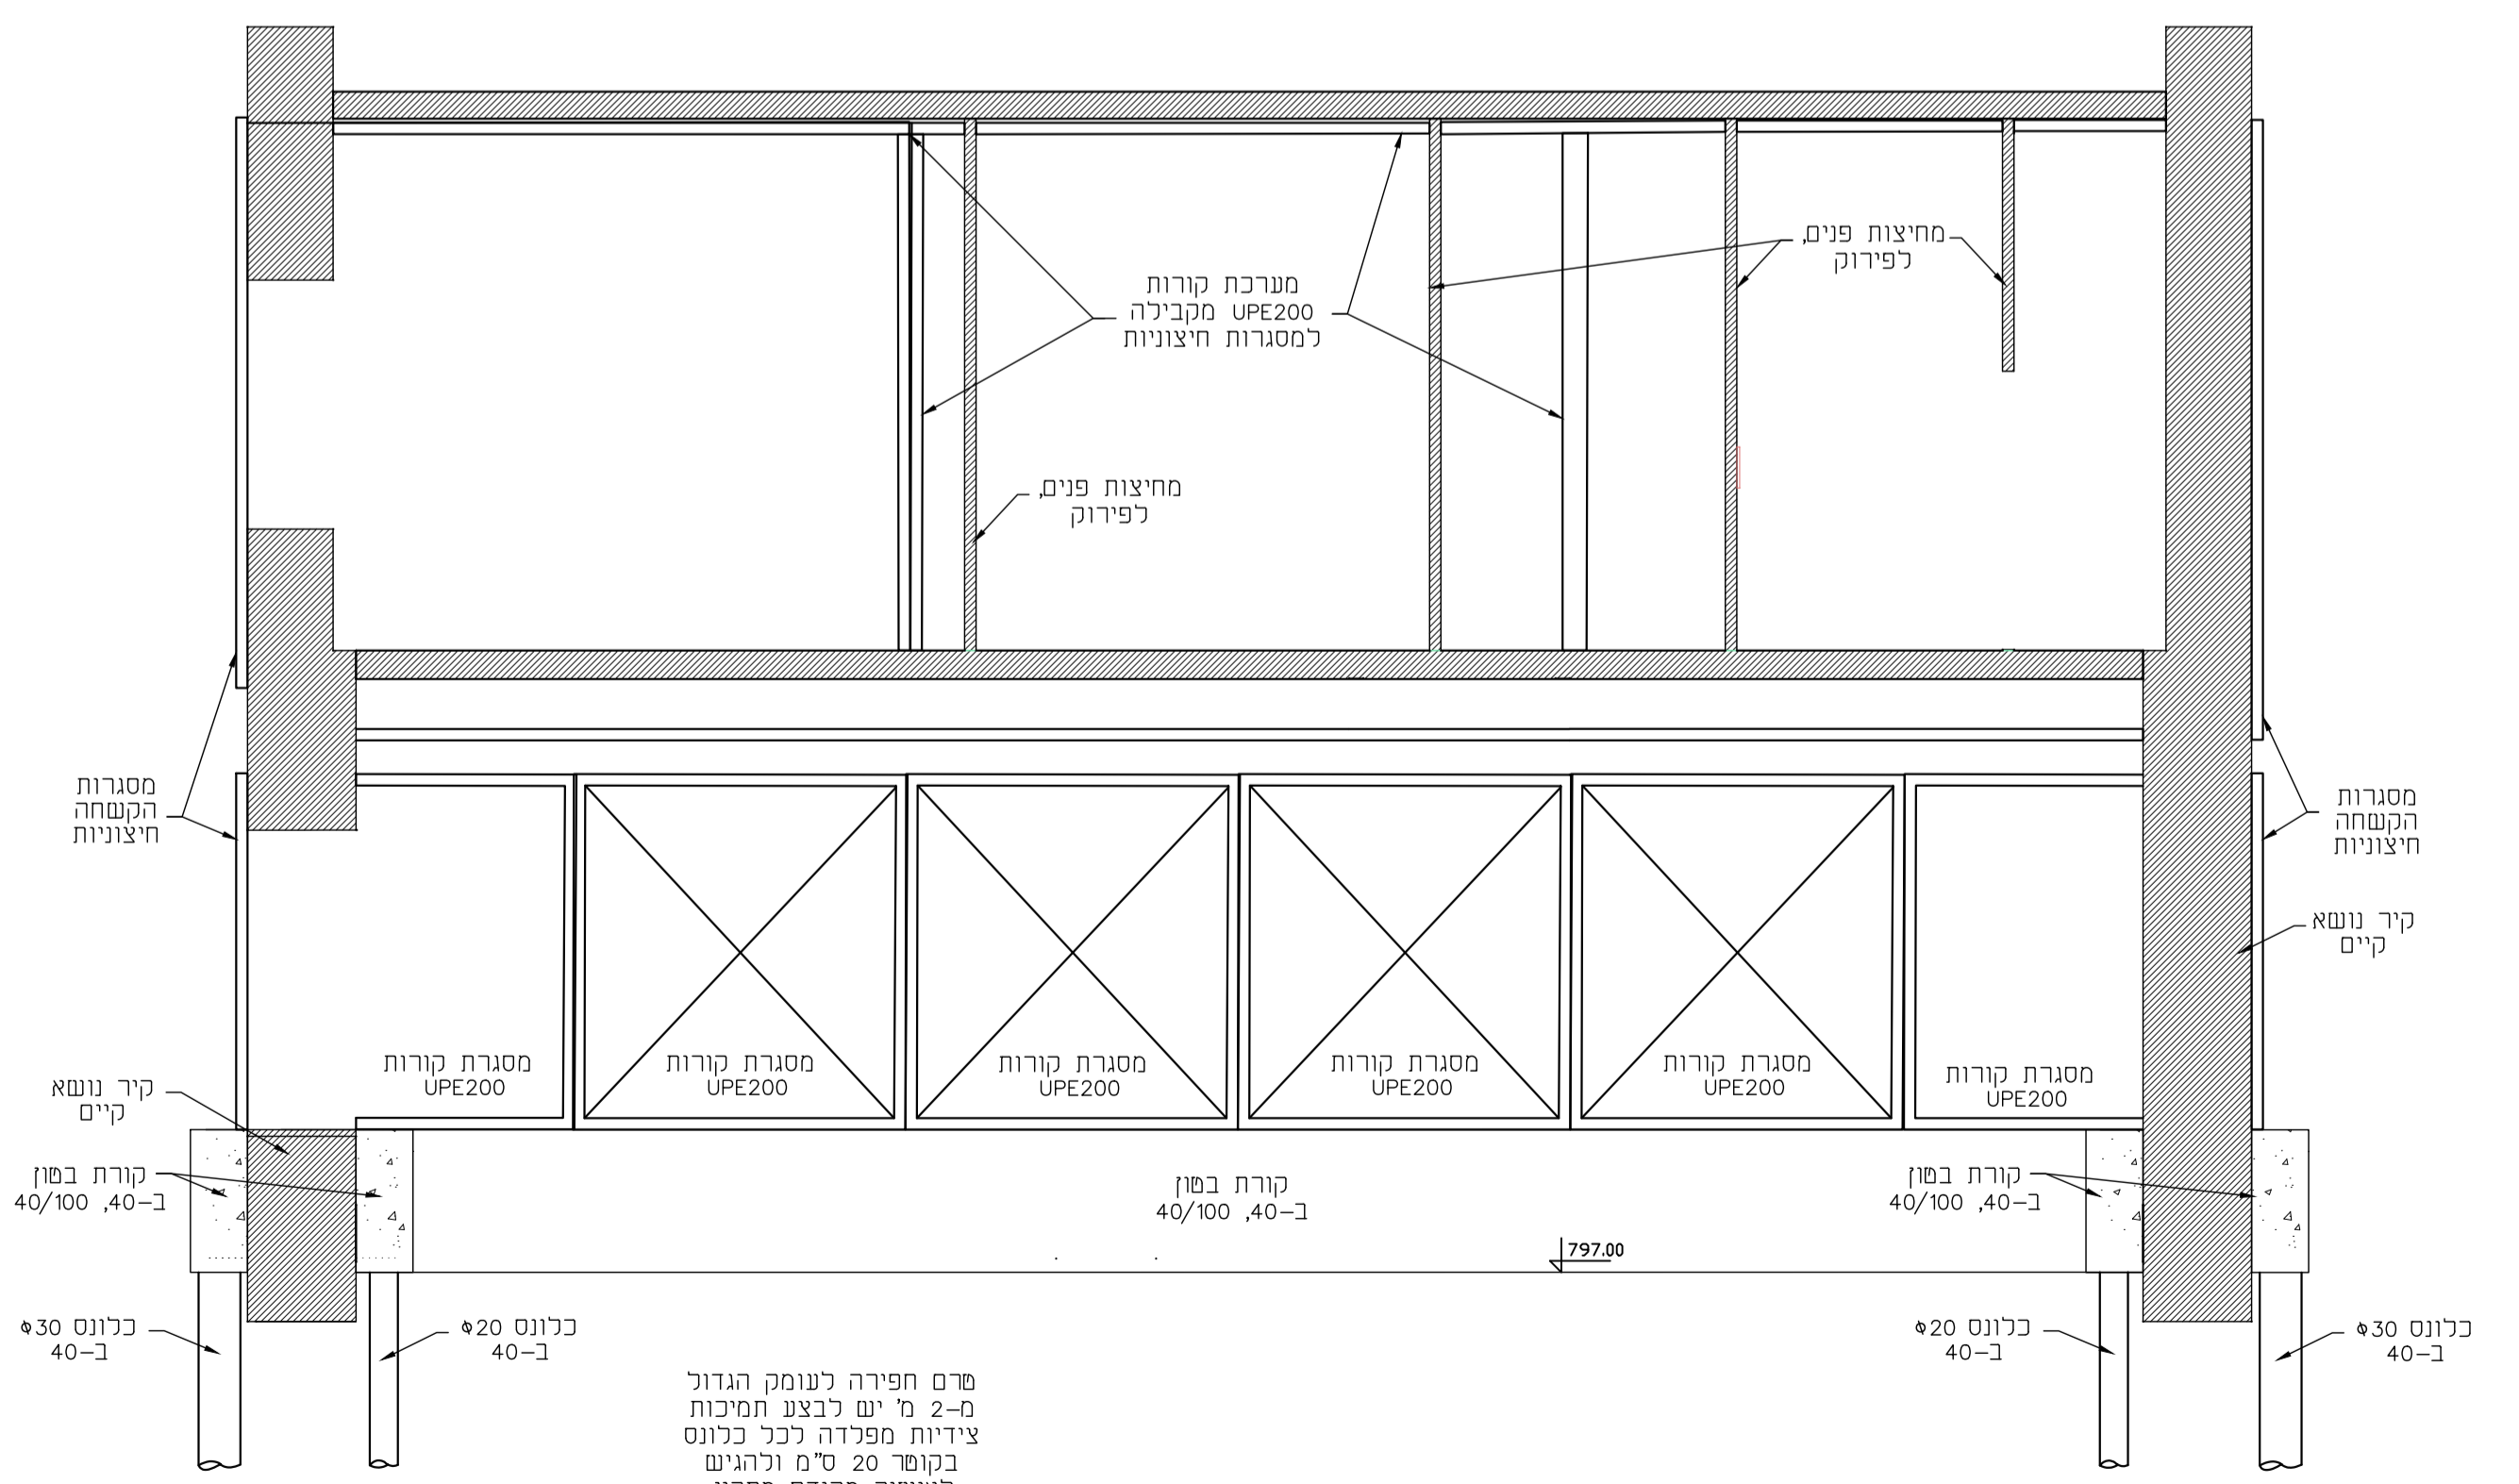 מחיצות פנים,
לפירוק
מערכת קורות
UPE200 מקבילה
למסגרות חיצוניות
מחיצות פנים,
לפירוק
מסגרות
הקשחה
חיצוניות
מסגרות
הקשחה
חיצוניות
קיר נושא
קיים
מסגרת קורות
UPE200
מסגרת קורות
UPE200
מסגרת קורות
UPE200
מסגרת קורות
UPE200
מסגרת קורות
UPE200
מסגרת קורות
UPE200
קיר נושא
קיים
קורת בטון
ב-40, 40/100
קורת בטון
ב-40, 40/100
קורת בטון
ב-40, 40/100
797.00
כלונס Φ30
ב-40
כלונס Φ20
ב-40
כלונס Φ20
ב-40
כלונס Φ30
ב-40
טרם חפירה לעומק הגדול
מ-2 מ' יש לבצע תמיכות
צידיות מפלדה לכל כלונס
בקוטר 20 ס"מ ולהגיש